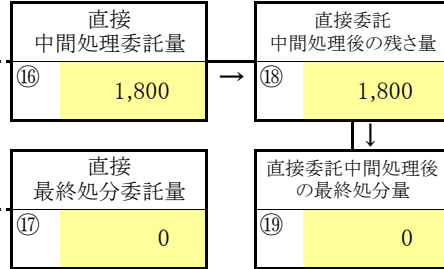 直接
中間処理委託量
⑯ 1,800
→
直接委託
中間処理後の残さ量
⑱ 1,800
↓
直接
最終処分委託量
⑰ 0
直接委託中間処理後
の最終処分量
⑲ 0